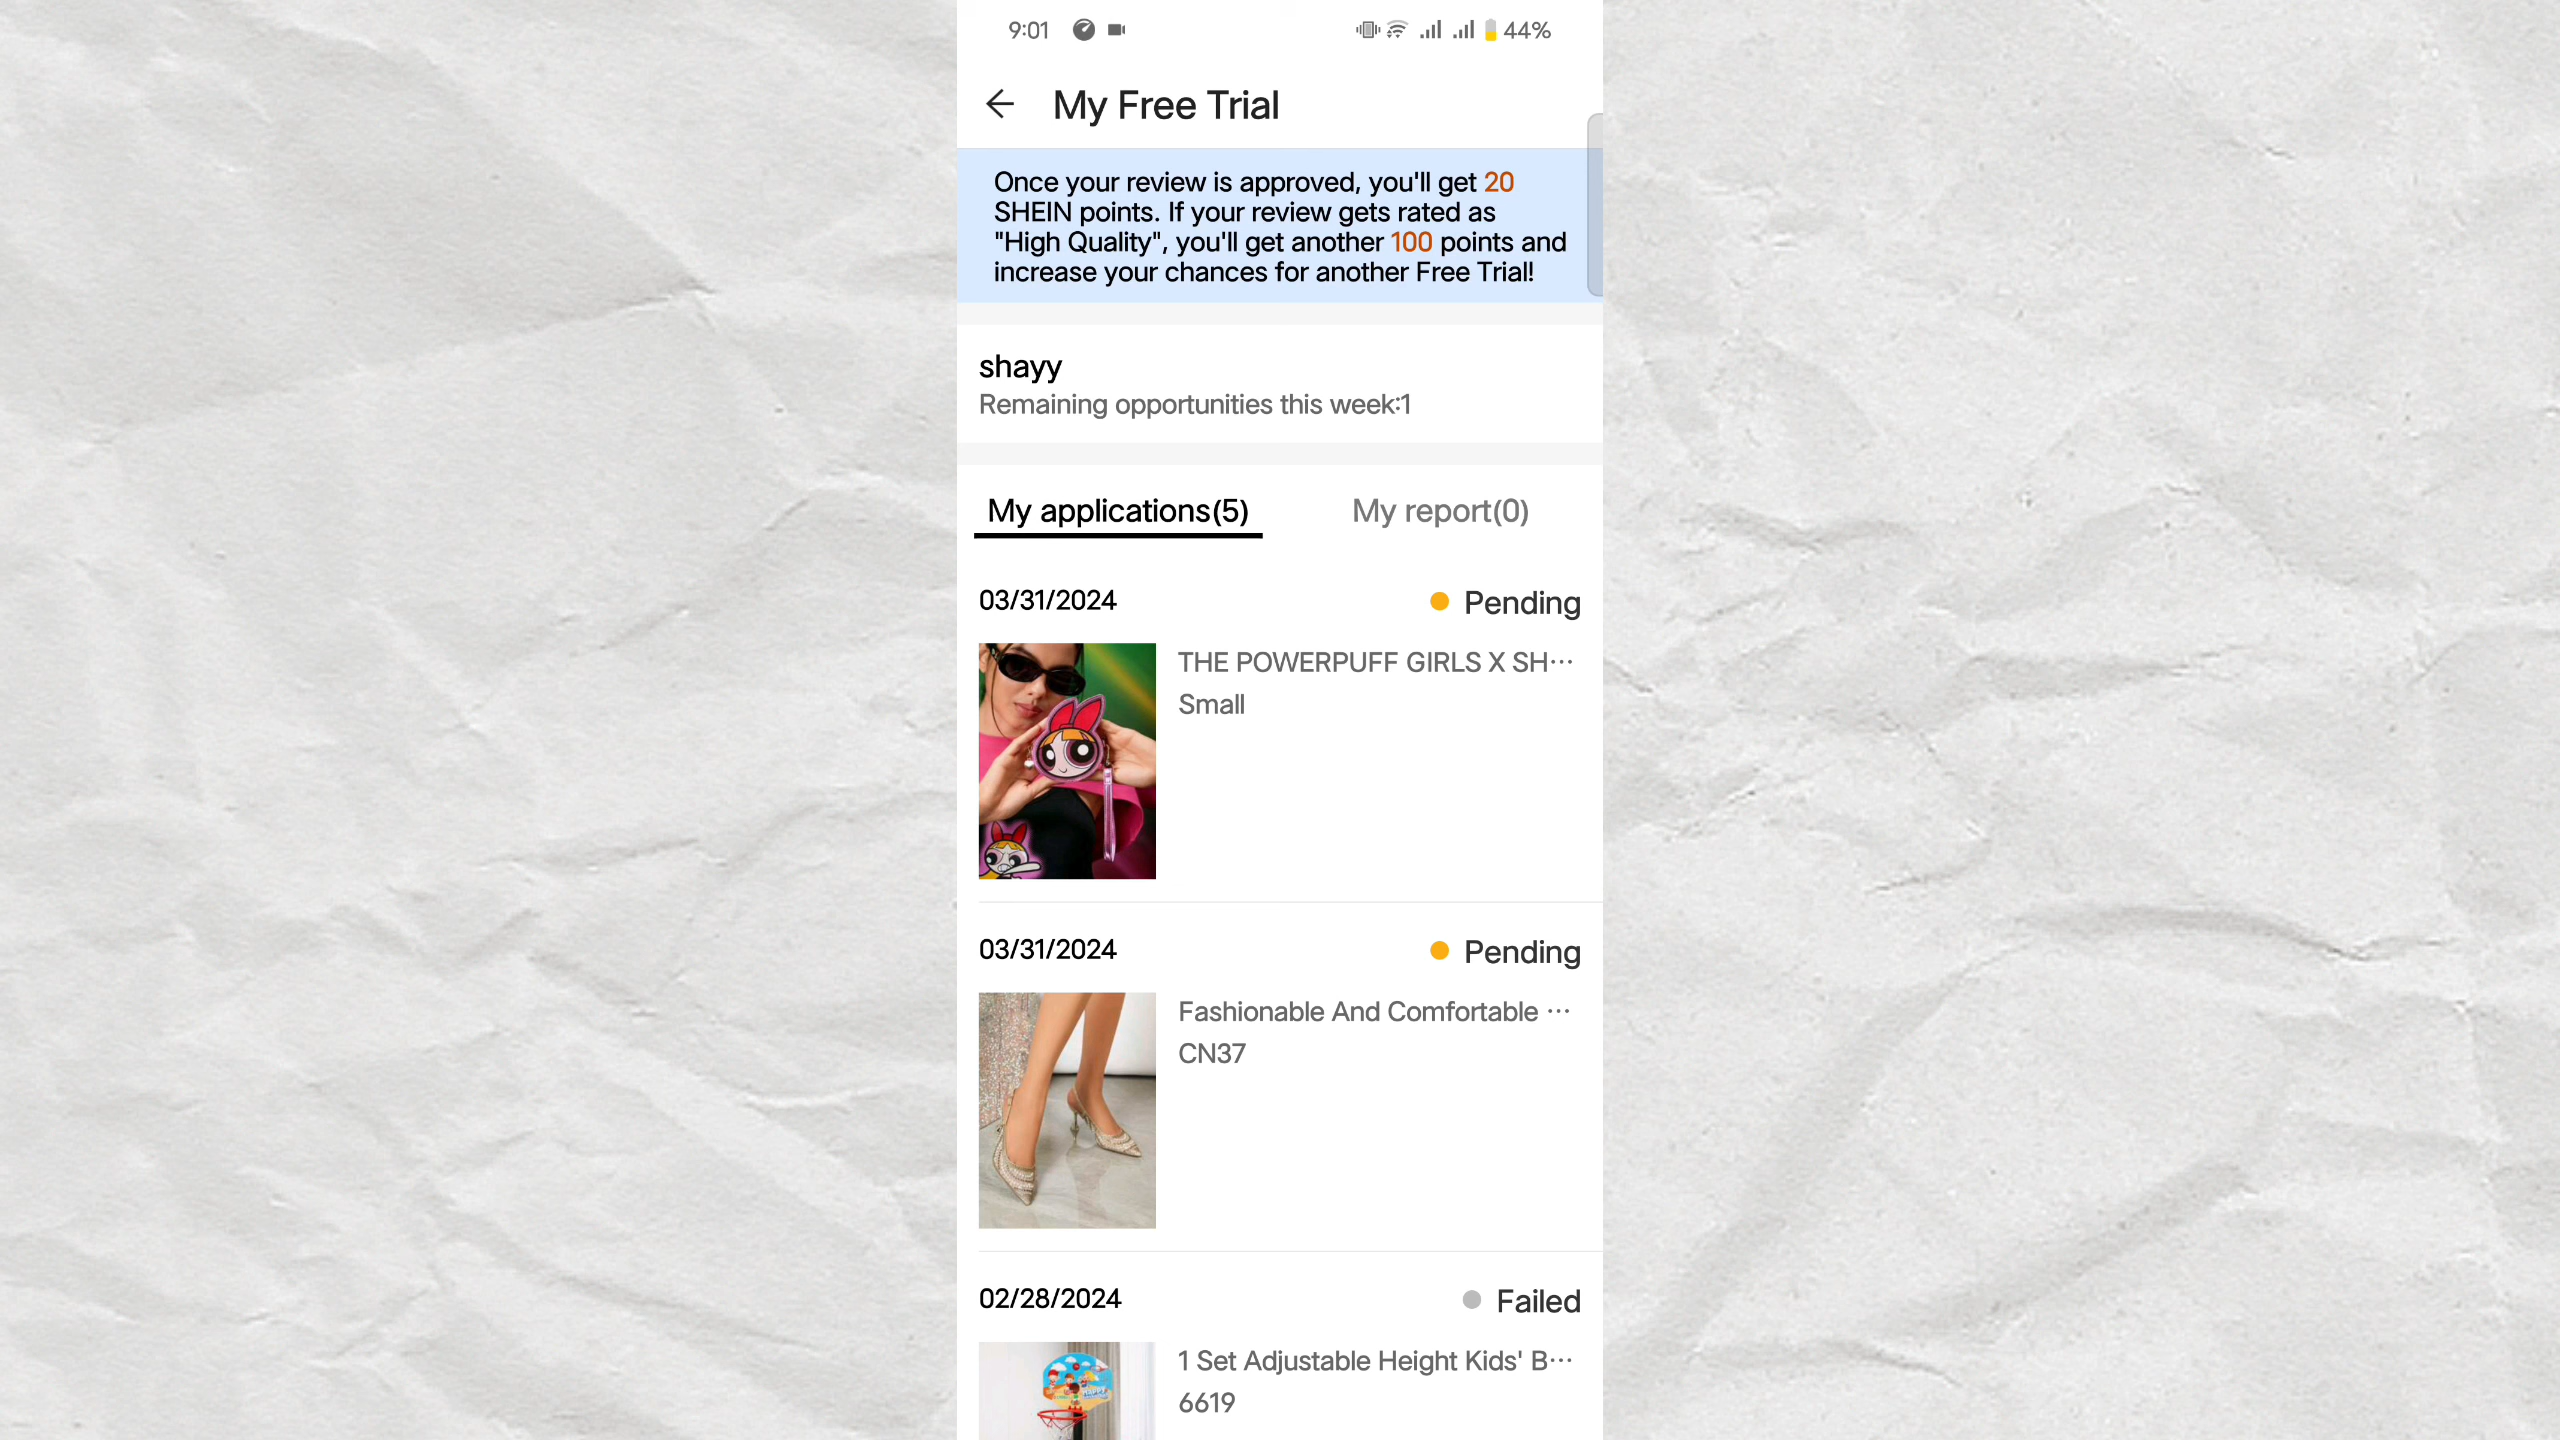 9:01
44%
My Free Trial
Once your review is approved, you'll get 20
SHEIN points. If your review gets rated as
"High Quality", you'll get another 100 points and
increase your chances for another Free Trial!
shayy
Remaining opportunities this week:1
My applications(5)
My report(0)
03/31/2024
Pending
THE POWERPUFF GIRLS X SH···
Small
03/31/2024
Pending
Fashionable And Comfortable ···
CN37
02/28/2024
Failed
1 Set Adjustable Height Kids' B···
6619